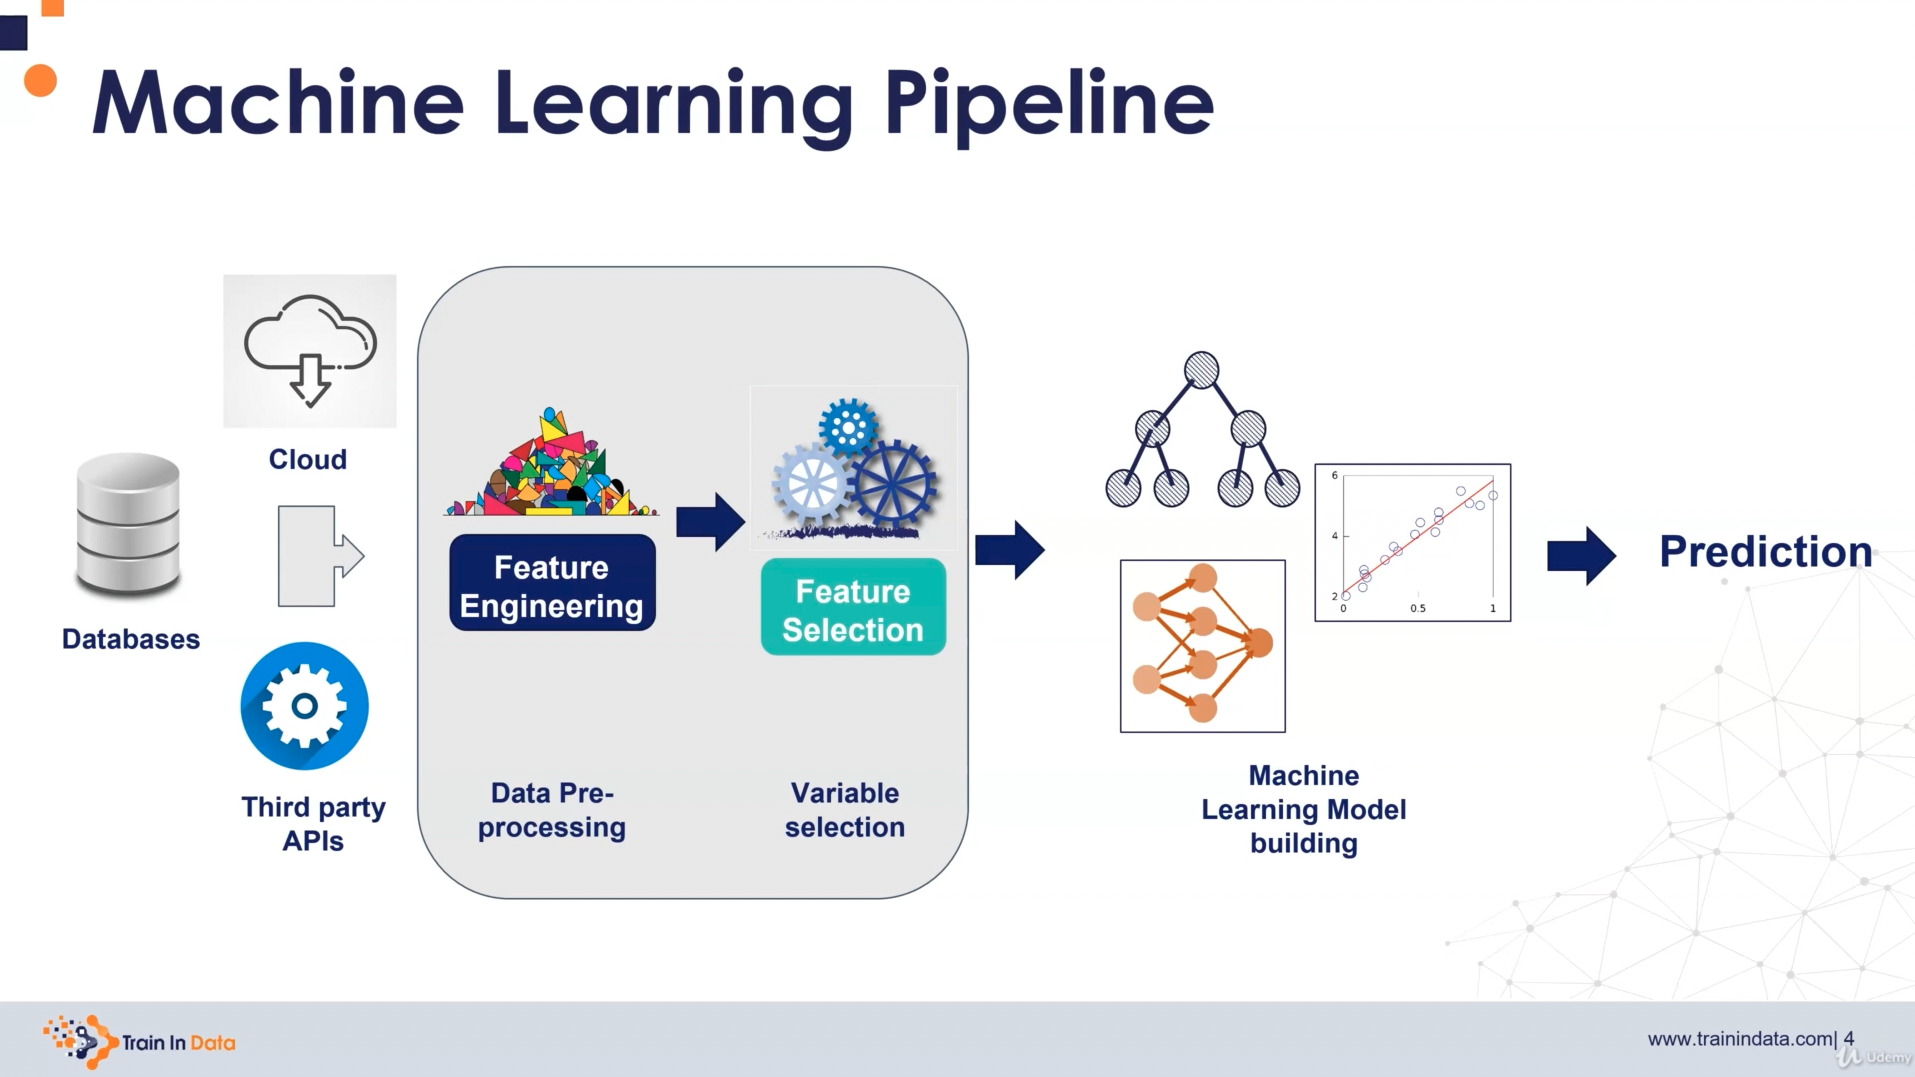 Machine Learning Pipeline
Cloud
Databases
Third party
APIs
Feature
Engineering
Data Pre-
processing
Feature
Selection
Variable
selection
6
4
2
0
0.5
1
Machine
Learning Model
building
Prediction
Train In Data
www.trainindata.com| 4
Udemy